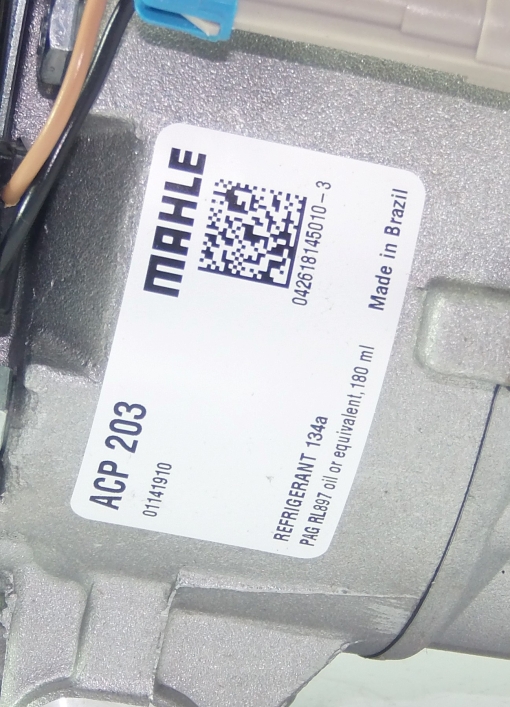 MAHLE
042618145010-3
Made in Brazil
ACP 203
01141910
REFRIGERANT 134a
PAG RL897 oil or equivalent,180 ml